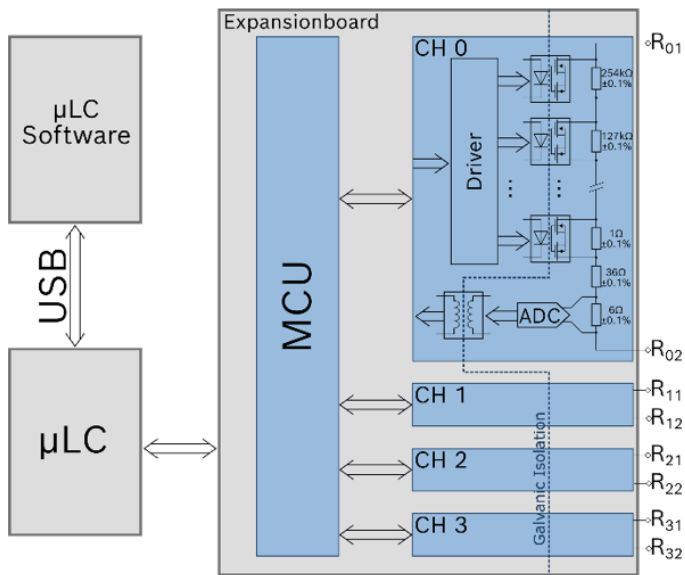 Expansionboard
µLC
Software
USB
µLC
MCU
CH 0
Driver
254kΩ
±0.1%
127kΩ
±0.1%
...
...
1Ω
±0.1%
36Ω
±0.1%
6Ω
±0.1%
ADC
CH 1
CH 2
CH 3
Galvanic Isolation
R01
R02
R11
R12
R21
R22
R31
R32